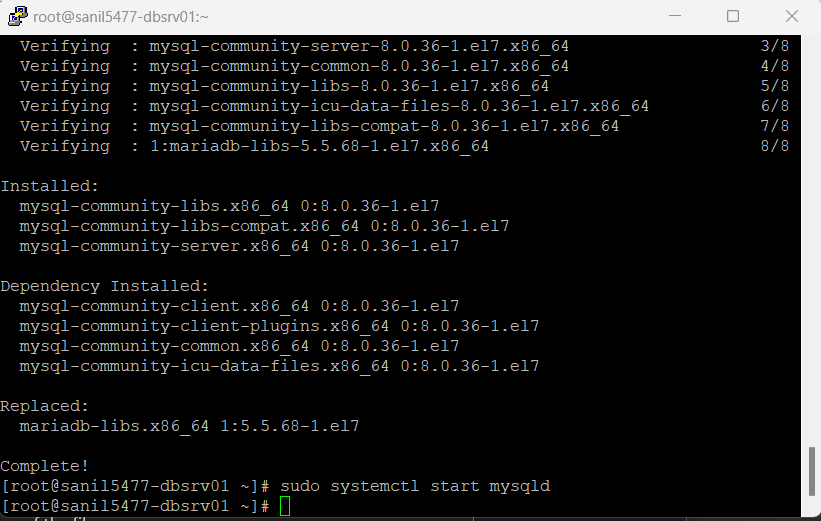 root@sanil5477-dbsrv01:~
Verifying : mysql-community-server-8.0.36-1.el7.x86_64 3/8
Verifying : mysql-community-common-8.0.36-1.el7.x86_64 4/8
Verifying : mysql-community-libs-8.0.36-1.el7.x86_64 5/8
Verifying : mysql-community-icu-data-files-8.0.36-1.el7.x86_64 6/8
Verifying : mysql-community-libs-compat-8.0.36-1.el7.x86_64 7/8
Verifying : 1:mariadb-libs-5.5.68-1.el7.x86_64 8/8
Installed:
mysql-community-libs.x86_64 0:8.0.36-1.el7
mysql-community-libs-compat.x86_64 0:8.0.36-1.el7
mysql-community-server.x86_64 0:8.0.36-1.el7
Dependency Installed:
mysql-community-client.x86_64 0:8.0.36-1.el7
mysql-community-client-plugins.x86_64 0:8.0.36-1.el7
mysql-community-common.x86_64 0:8.0.36-1.el7
mysql-community-icu-data-files.x86_64 0:8.0.36-1.el7
Replaced:
mariadb-libs.x86_64 1:5.5.68-1.el7
Complete!
[root@sanil5477-dbsrv01 ~]# sudo systemctl start mysqld
[root@sanil5477-dbsrv01 ~]#